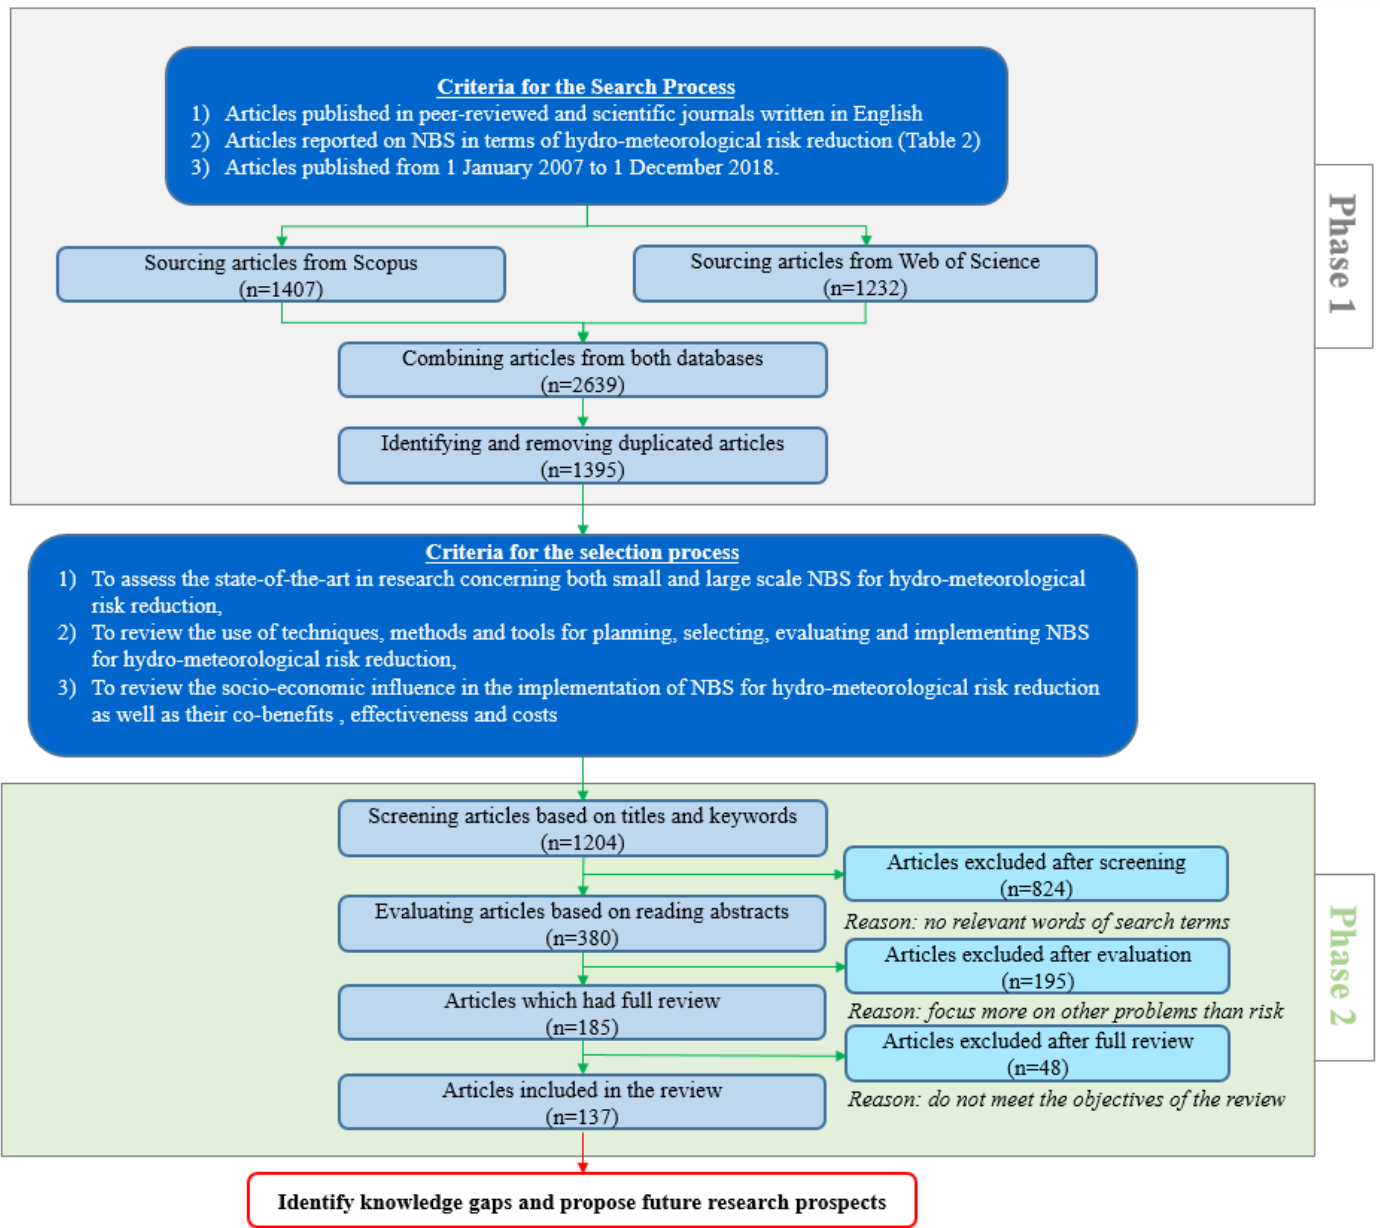 Criteria for the Search Process
1) Articles published in peer-reviewed and scientific journals written in English
2) Articles reported on NBS in terms of hydro-meteorological risk reduction (Table 2)
3) Articles published from 1 January 2007 to 1 December 2018.
Phase 1
Sourcing articles from Scopus
(n=1407)
Sourcing articles from Web of Science
(n=1232)
Combining articles from both databases
(n=2639)
Identifying and removing duplicated articles
(n=1395)
Criteria for the selection process
1) To assess the state-of-the-art in research concerning both small and large scale NBS for hydro-meteorological
risk reduction,
2) To review the use of techniques, methods and tools for planning, selecting, evaluating and implementing NBS
for hydro-meteorological risk reduction,
3) To review the socio-economic influence in the implementation of NBS for hydro-meteorological risk reduction
as well as their co-benefits , effectiveness and costs
Screening articles based on titles and keywords
(n=1204)
Articles excluded after screening
(n=824)
Reason: no relevant words of search terms
Evaluating articles based on reading abstracts
(n=380)
Articles excluded after evaluation
(n=195)
Reason: focus more on other problems than risk
Phase 2
Articles which had full review
(n=185)
Articles excluded after full review
(n=48)
Reason: do not meet the objectives of the review
Articles included in the review
(n=137)
Identify knowledge gaps and propose future research prospects